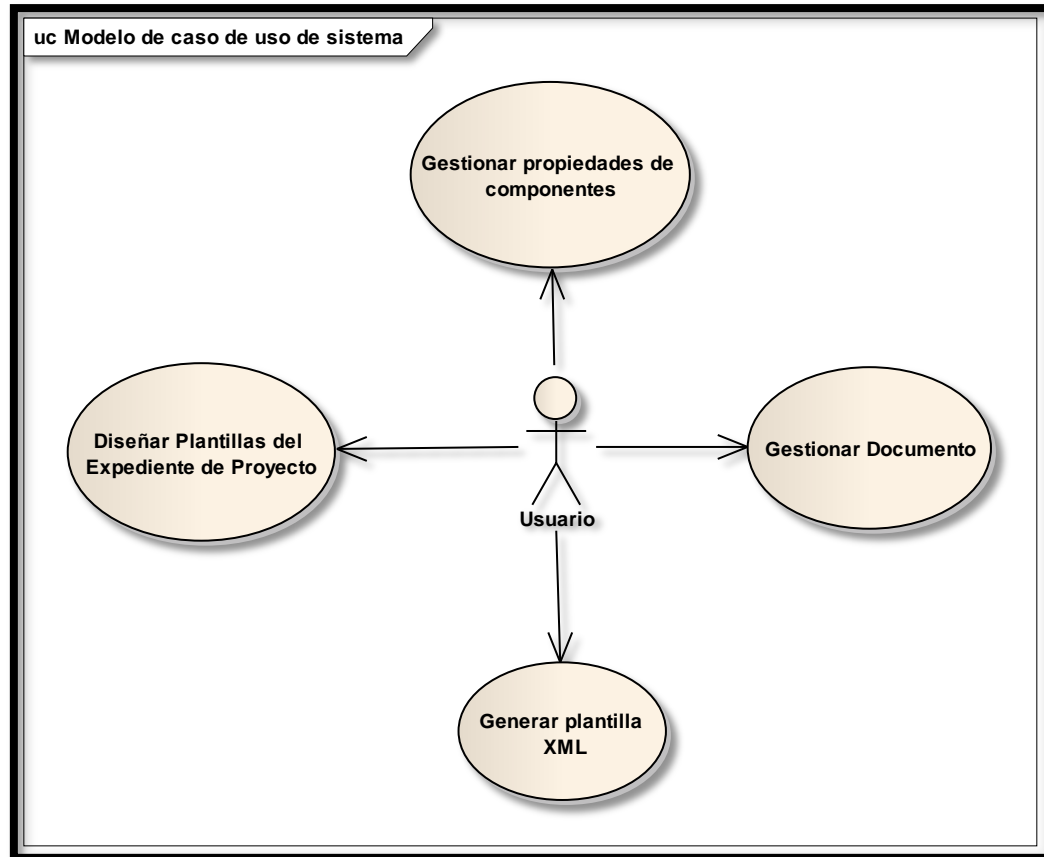 uc Modelo de caso de uso de sistema
Gestionar propiedades de
componentes
Diseñar Plantillas del
Expediente de Proyecto
Gestionar Documento
Usuario
Generar plantilla
XML